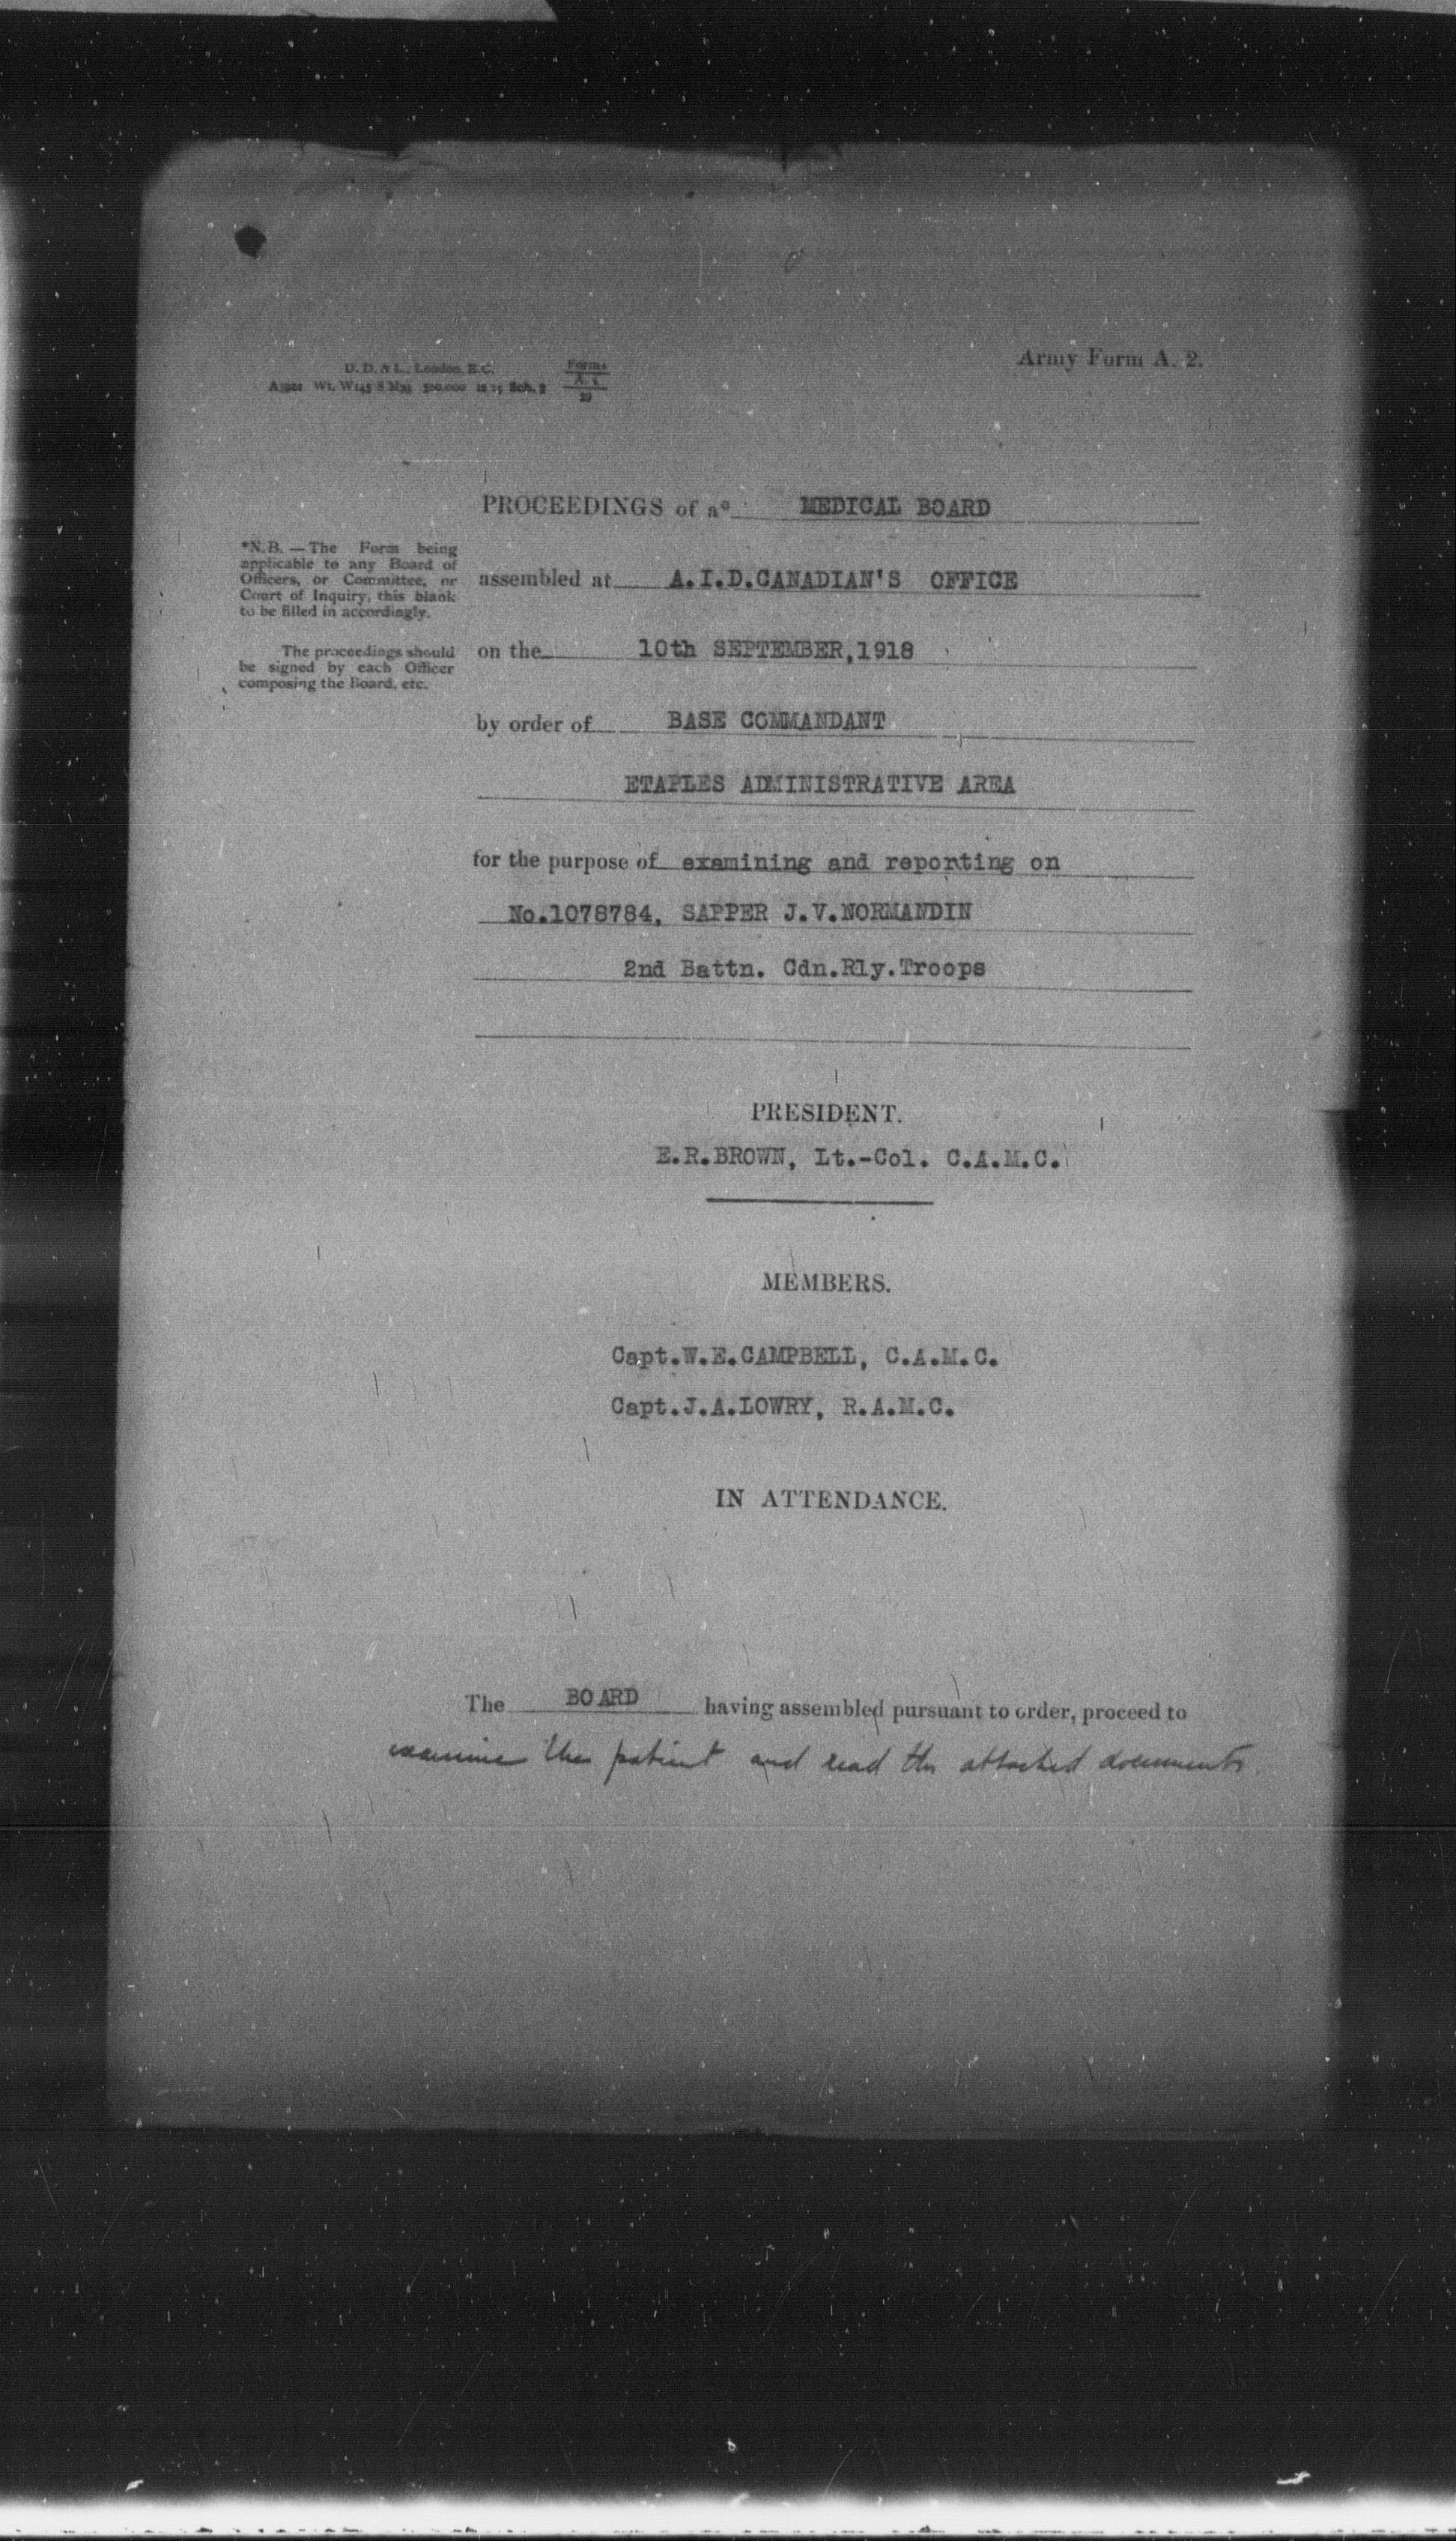 Army Form A. 2.
D. D. & L., London, E.C.
Forms
A. 2
PROCEEDINGS of a* MEDICAL BOARD
*N.B.—The Form being
applicable to any Board of
Officers, or Committee, or
Court of Inquiry, this blank
to be filled in accordingly.
The proceedings should
be signed by each Officer
composing the Board, etc.
assembled at A.I.D.CANADIAN'S OFFICE
on the 10th SEPTEMBER,1918
by order of BASE COMMANDANT
ETAPLES ADMINISTRATIVE AREA
for the purpose of examining and reporting on
No.1078784, SAPPER J.V.NORMANDIN
2nd Battn. Cdn.Rly.Troops
PRESIDENT.
E.R.BROWN, Lt.-Col. C.A.M.C.
MEMBERS.
Capt.W.E.CAMPBELL, C.A.M.C.
Capt.J.A.LOWRY, R.A.M.C.
IN ATTENDANCE.
The BOARD having assembled pursuant to order, proceed to
examine the patient and read the attached documents.